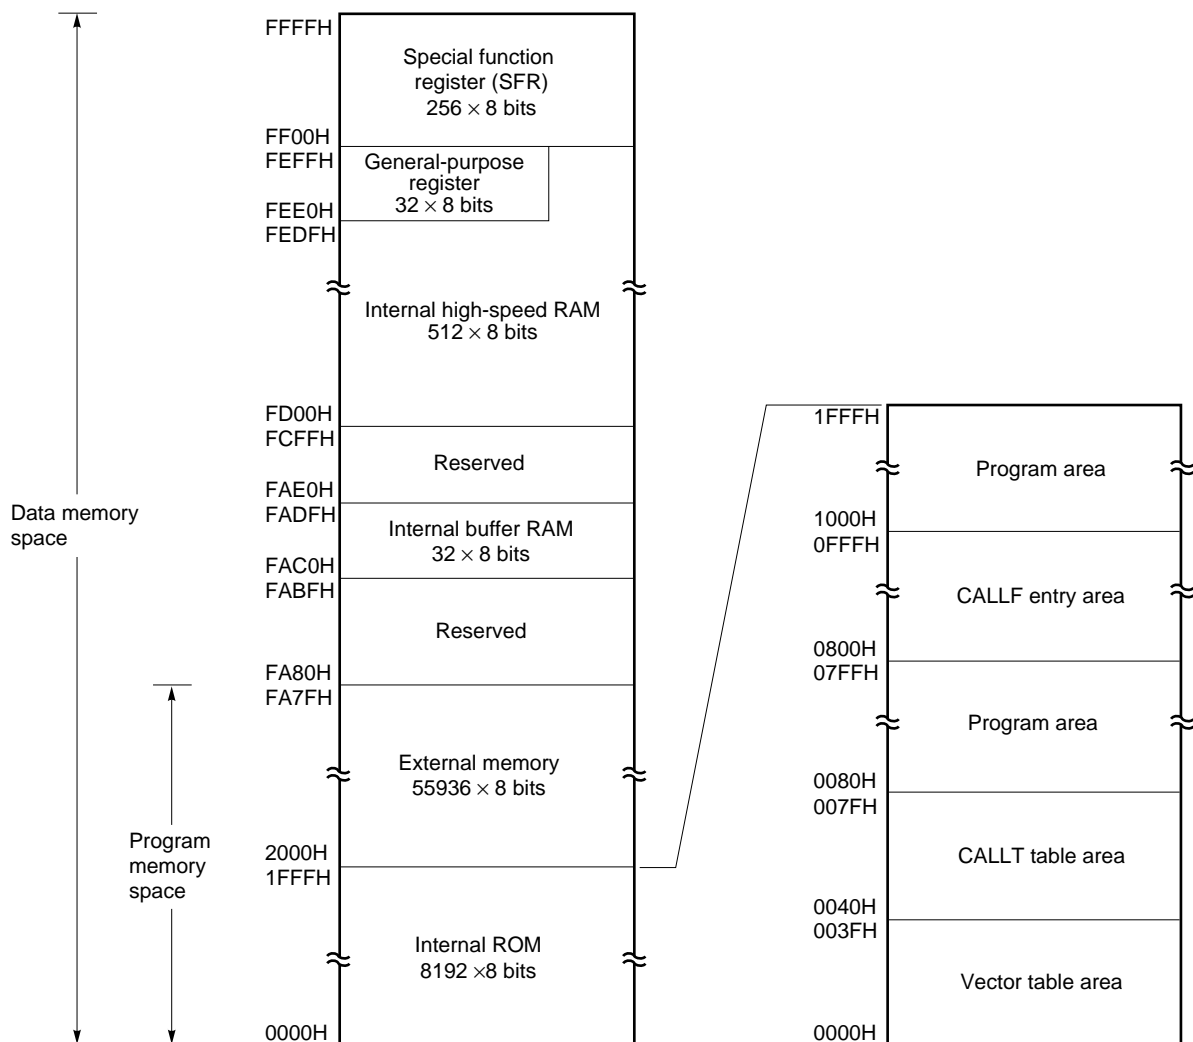 FFFFH
Special function
register (SFR)
256 × 8 bits
FF00H
FEFFH
General-purpose
register
32 × 8 bits
FEE0H
FEDFH
Internal high-speed RAM
512 × 8 bits
FD00H
FCFFH
Reserved
FAE0H
FADFH
Internal buffer RAM
32 × 8 bits
FAC0H
FABFH
Reserved
FA80H
FA7FH
External memory
55936 × 8 bits
2000H
1FFFH
Internal ROM
8192 ×8 bits
0000H
Data memory
space
Program
memory
space
1FFFH
Program area
1000H
0FFFH
CALLF entry area
0800H
07FFH
Program area
0080H
007FH
CALLT table area
0040H
003FH
Vector table area
0000H